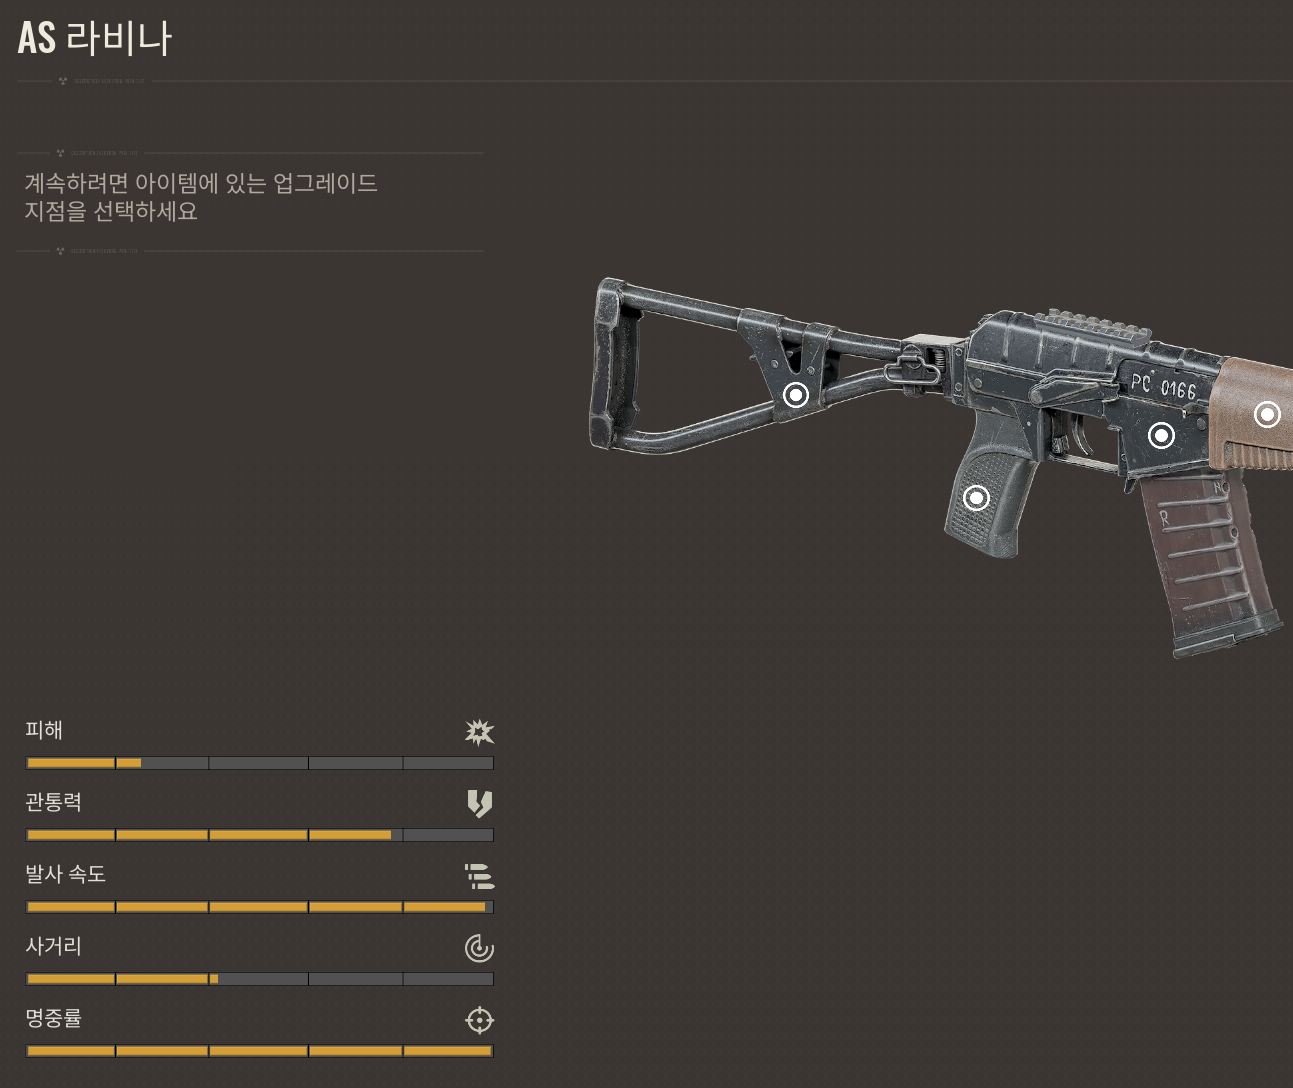 AS 라비나
계속하려면 아이템에 있는 업그레이드
지점을 선택하세요
PC 0166
R
피해
관통력
발사 속도
사거리
명중률